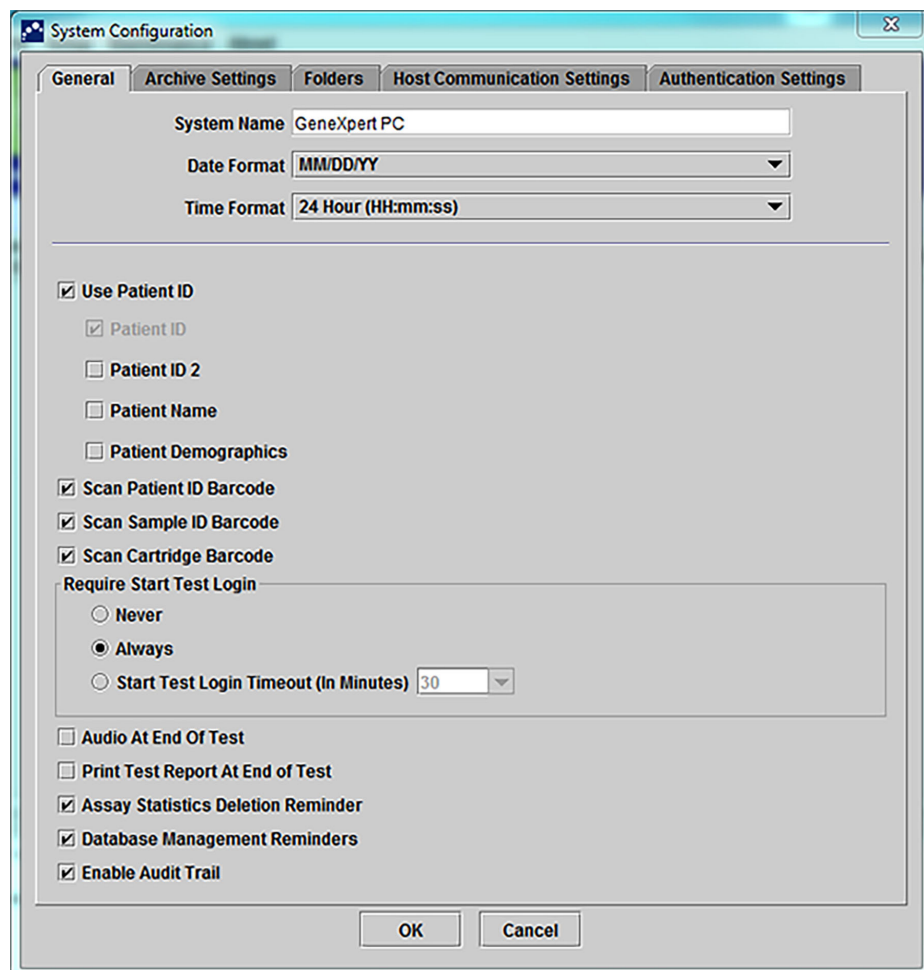 System Configuration
General Archive Settings Folders Host Communication Settings Authentication Settings
System Name GeneXpert PC
Date Format MM/DD/YY
Time Format 24 Hour (HH:mm:ss)
Use Patient ID
Patient ID
Patient ID 2
Patient Name
Patient Demographics
Scan Patient ID Barcode
Scan Sample ID Barcode
Scan Cartridge Barcode
Require Start Test Login
Never
Always
Start Test Login Timeout (In Minutes) 30
Audio At End Of Test
Print Test Report At End of Test
Assay Statistics Deletion Reminder
Database Management Reminders
Enable Audit Trail
OK Cancel